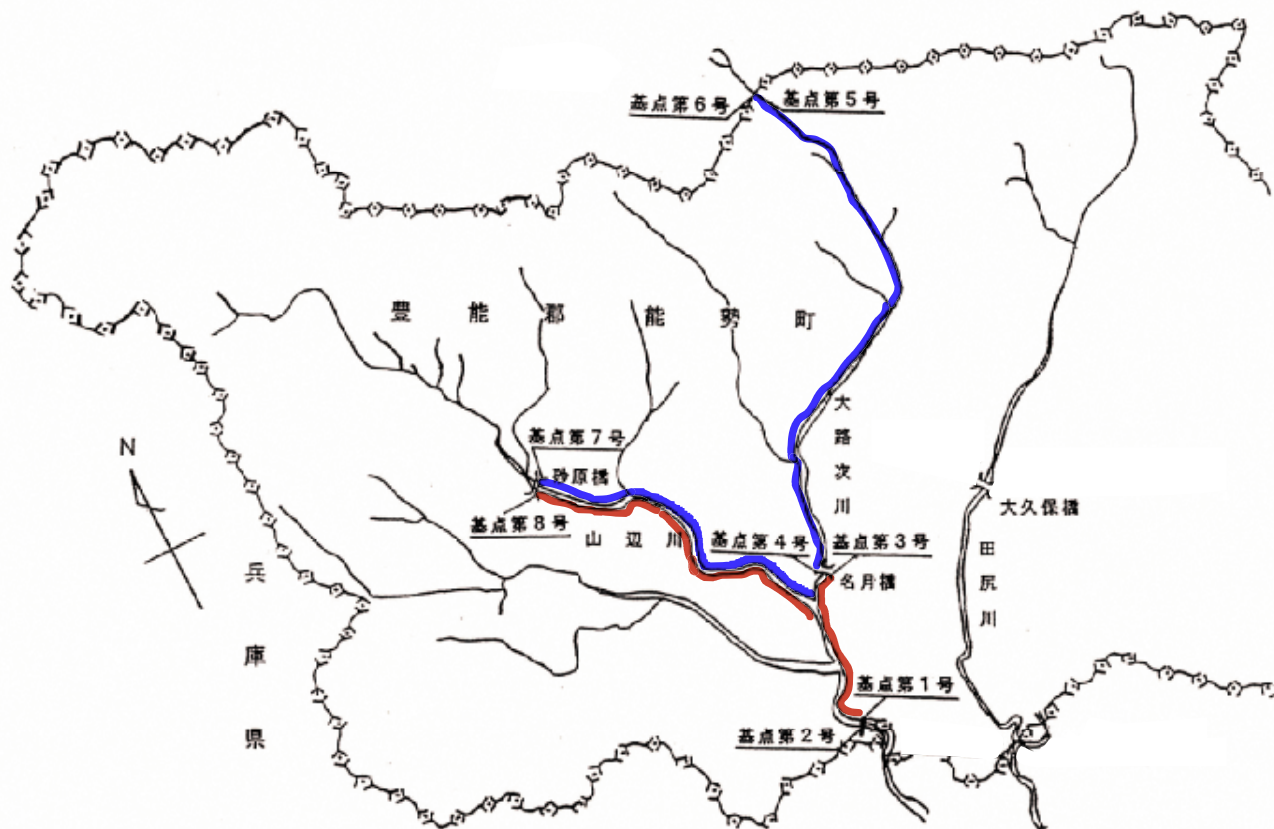 基点第6号
基点第5号
豊能郡能勢町
大路次川
基点第7号
砂原橋
大久保橋
N
基点第8号
山辺川
基点第4号
基点第3号
名月橋
田尻川
兵庫県
基点第1号
基点第2号